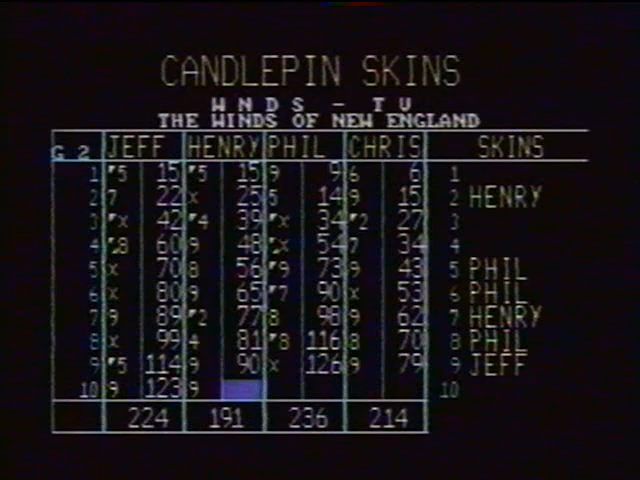 CANDLEPIN SKINS
WNDS - TV
THE WINDS OF NEW ENGLAND
G 2 JEFF HENRY PHIL CHRIS SKINS
1 ◤5 15 ◤5 15 9 9 6 6 1
2 7 22 x 25 5 14 9 15 2 HENRY
3 ◤x 42 ◤4 39 ◤x 34 ◤2 27 3
4 ◤8 60 9 48 x 54 7 34 4
5 x 70 8 56 ◤9 73 9 43 5 PHIL
6 x 80 9 65 ◤7 90 x 53 6 PHIL
7 9 89 ◤2 77 8 98 9 62 7 HENRY
8 x 99 4 81 ◤8 116 8 70 8 PHIL
9 ◤5 114 9 90 x 126 9 79 9 JEFF
10 9 123 9 10
224 191 236 214